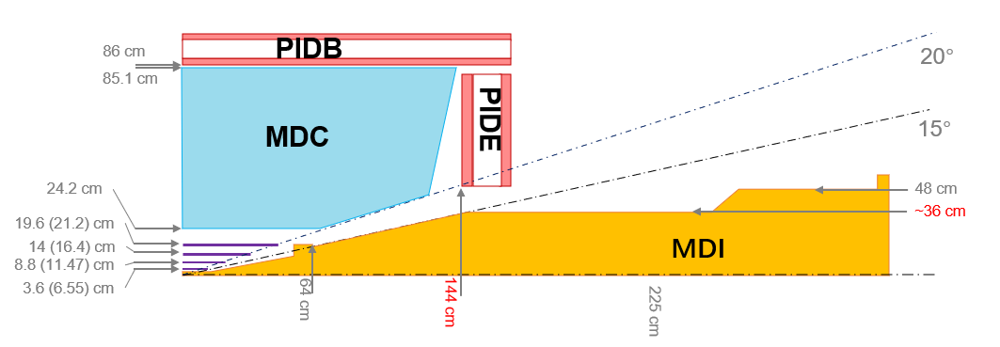 PIDB
86 cm
85.1 cm
20°
PIDE
MDC
15°
24.2 cm
48 cm
~36 cm
19.6 (21.2) cm
14 (16.4) cm
8.8 (11.47) cm
3.6 (6.55) cm
MDI
64 cm
144 cm
225 cm